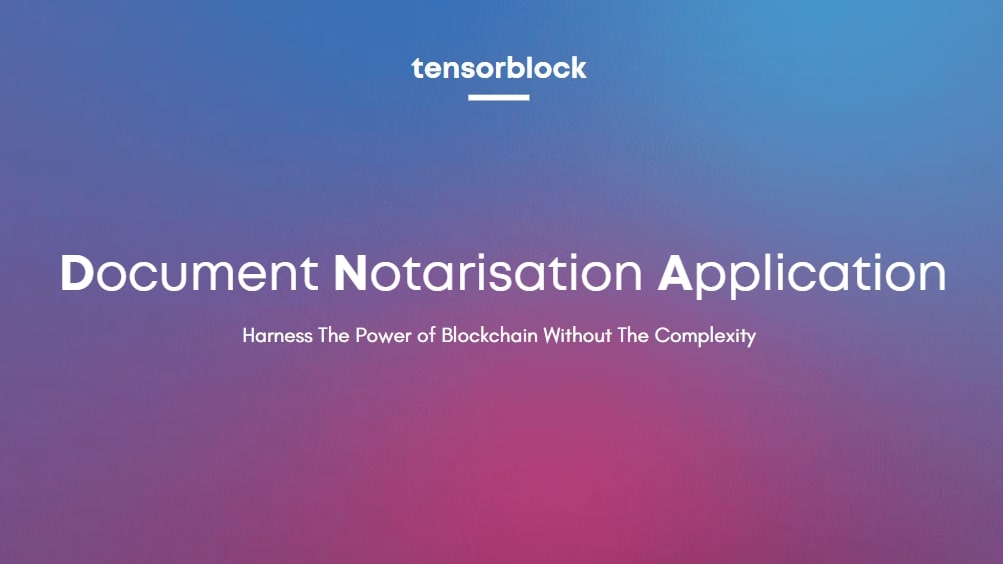 tensorblock
Document Notarisation Application
Harness The Power of Blockchain Without The Complexity